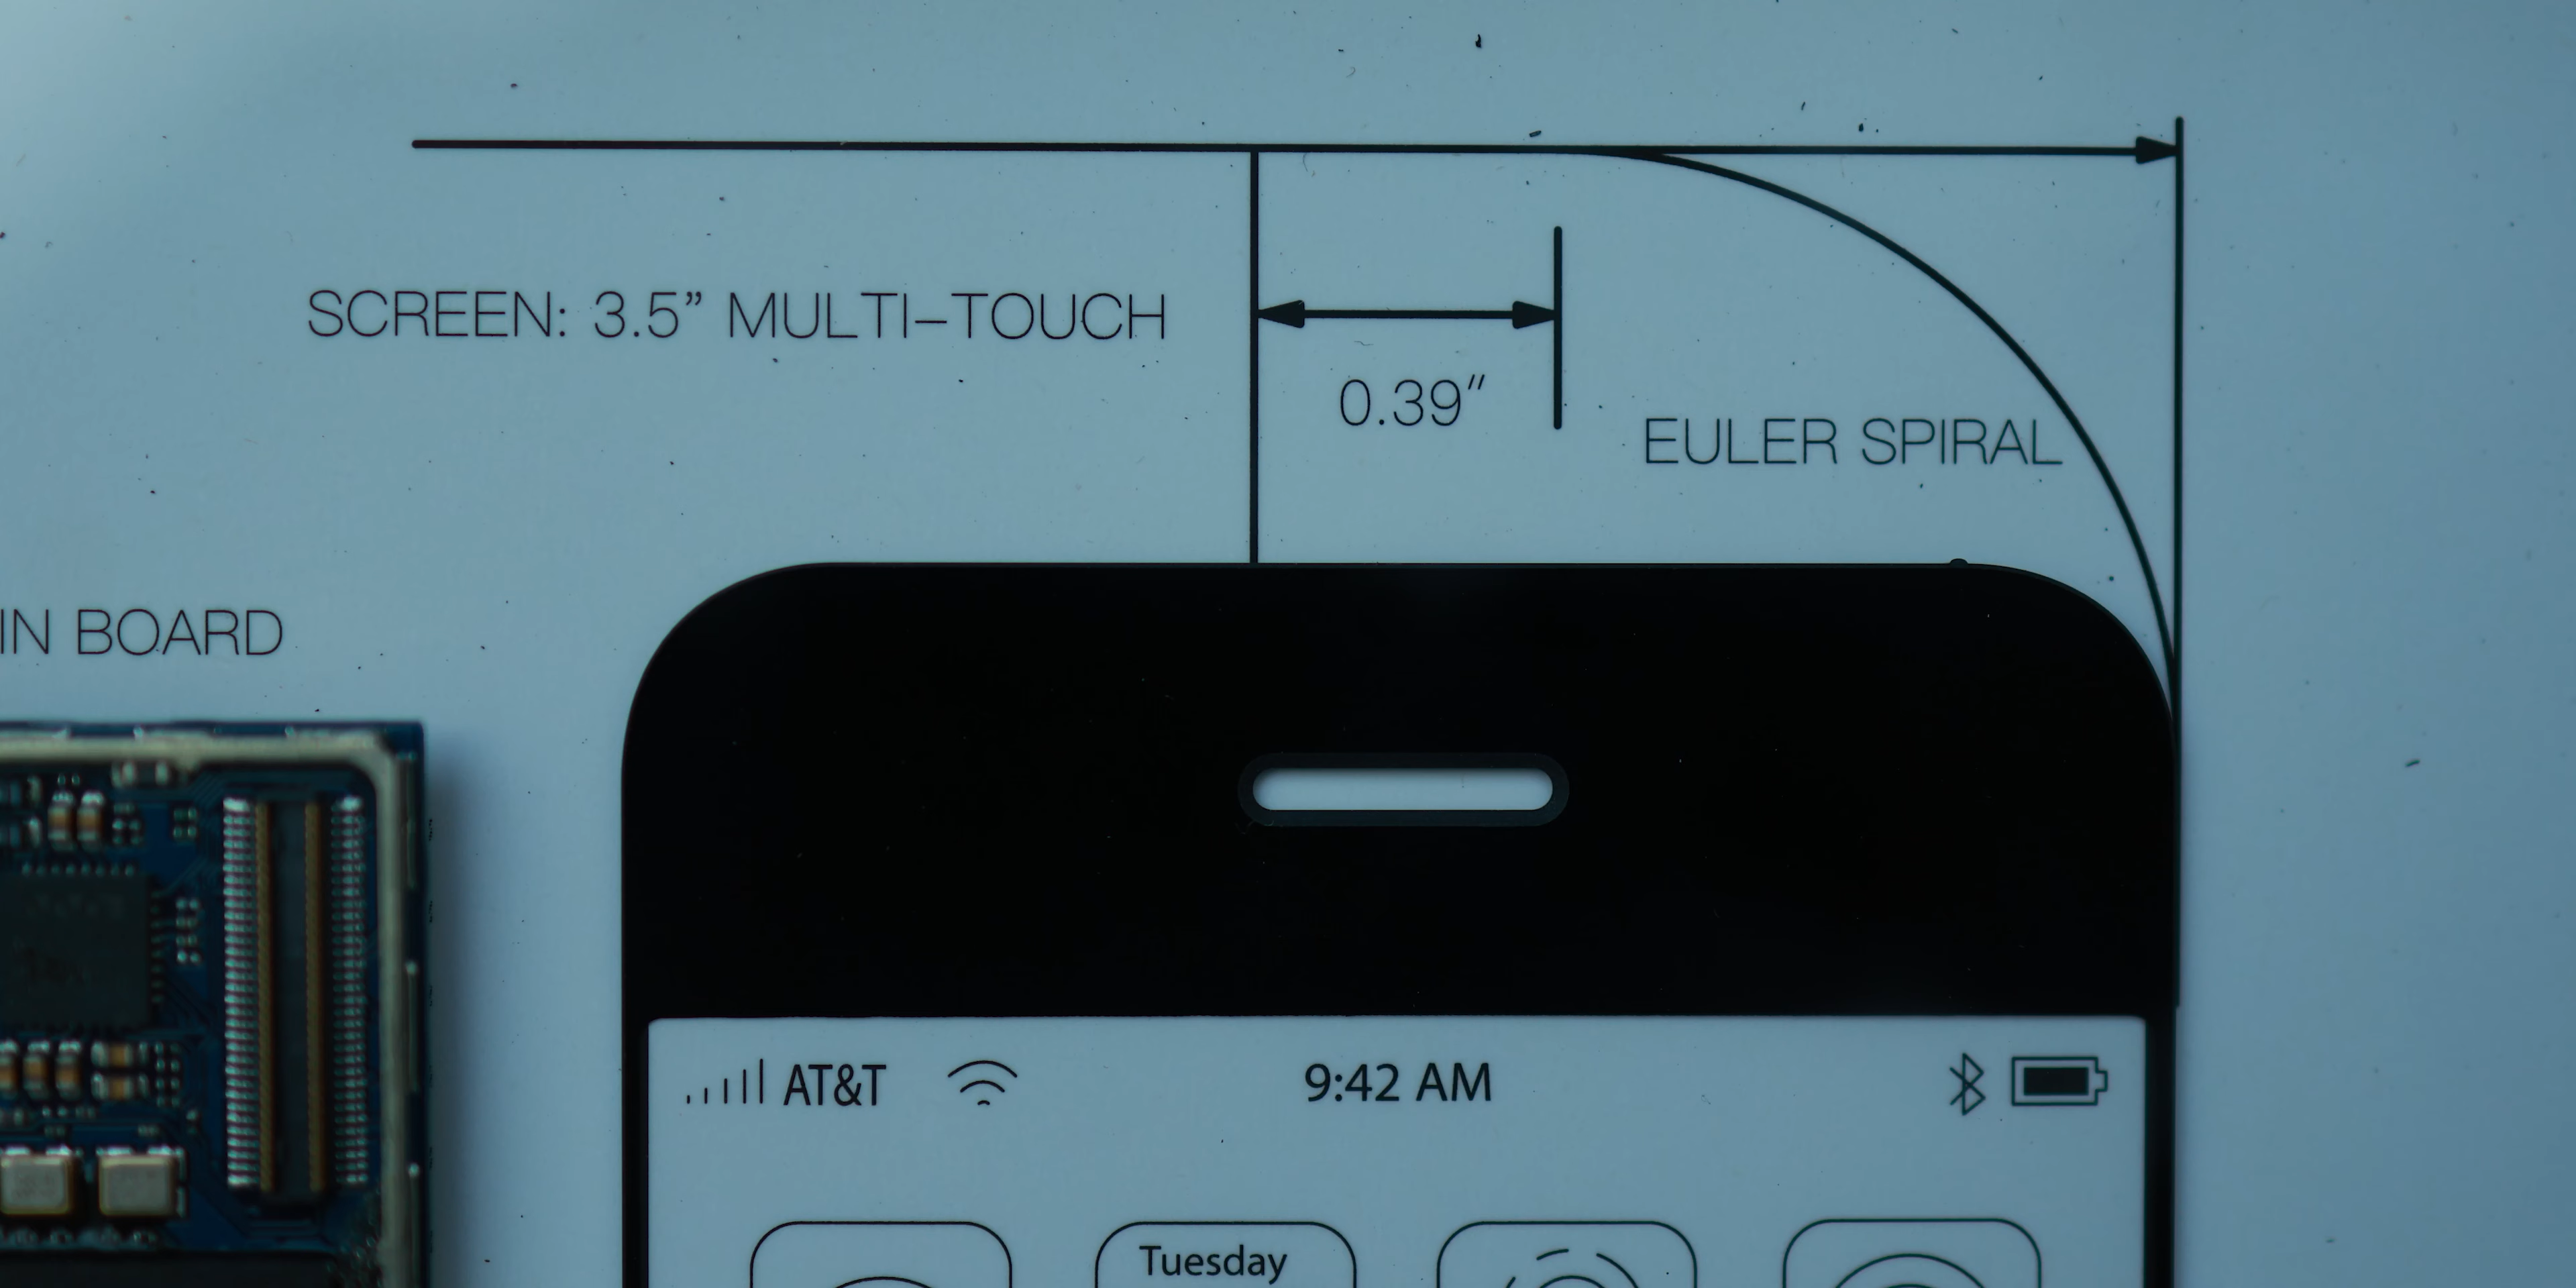 SCREEN: 3.5” MULTI–TOUCH
0.39”
EULER SPIRAL
IN BOARD
AT&T
9:42 AM
Tuesday